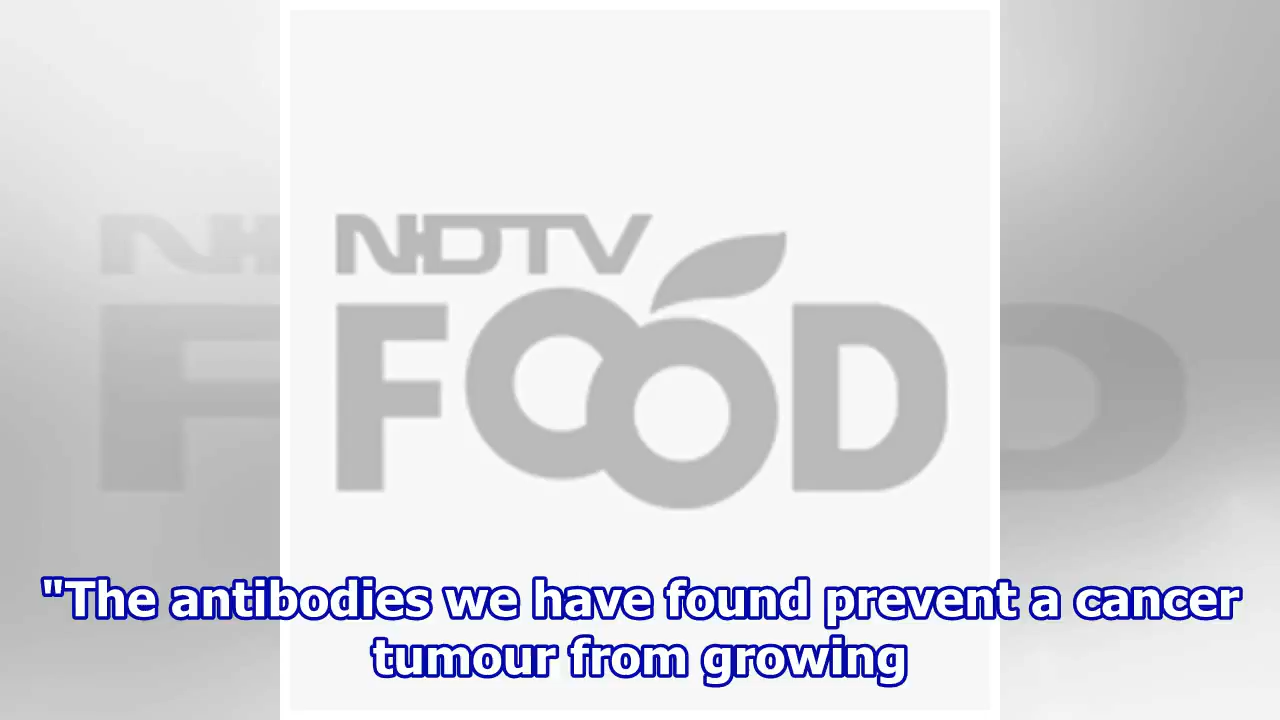 NDTV
FOOD
"The antibodies we have found prevent a cancer
tumour from growing